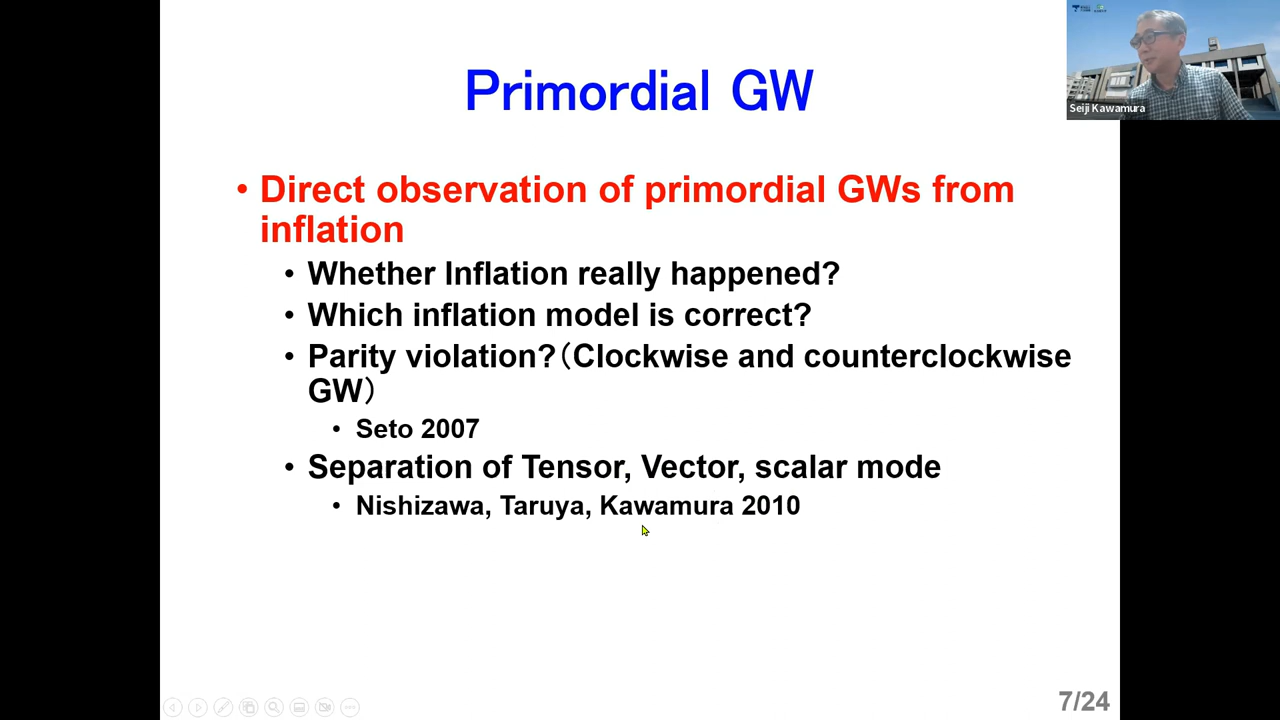 Primordial GW
• Direct observation of primordial GWs from
inflation
• Whether Inflation really happened?
• Which inflation model is correct?
• Parity violation?（Clockwise and counterclockwise
GW）
• Seto 2007
• Separation of Tensor, Vector, scalar mode
• Nishizawa, Taruya, Kawamura 2010
7/24
Seiji Kawamura